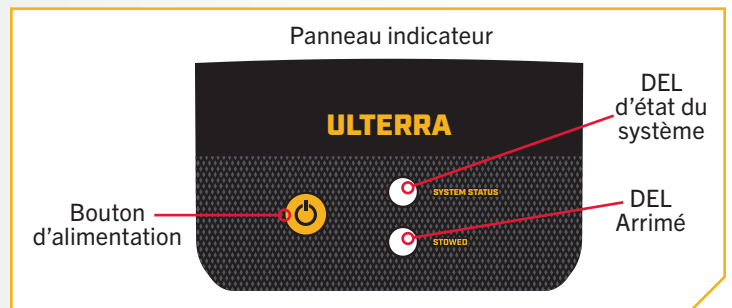 Panneau indicateur
DEL
d'état du
système
ULTERRA
SYSTEM STATUS
Bouton
d'alimentation
DEL
Arrimé
STOWED